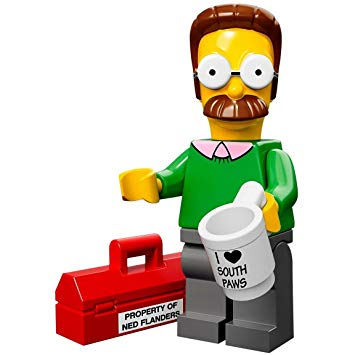 I ♥
SOUTH
PAWS
PROPERTY OF
NED FLANDERS